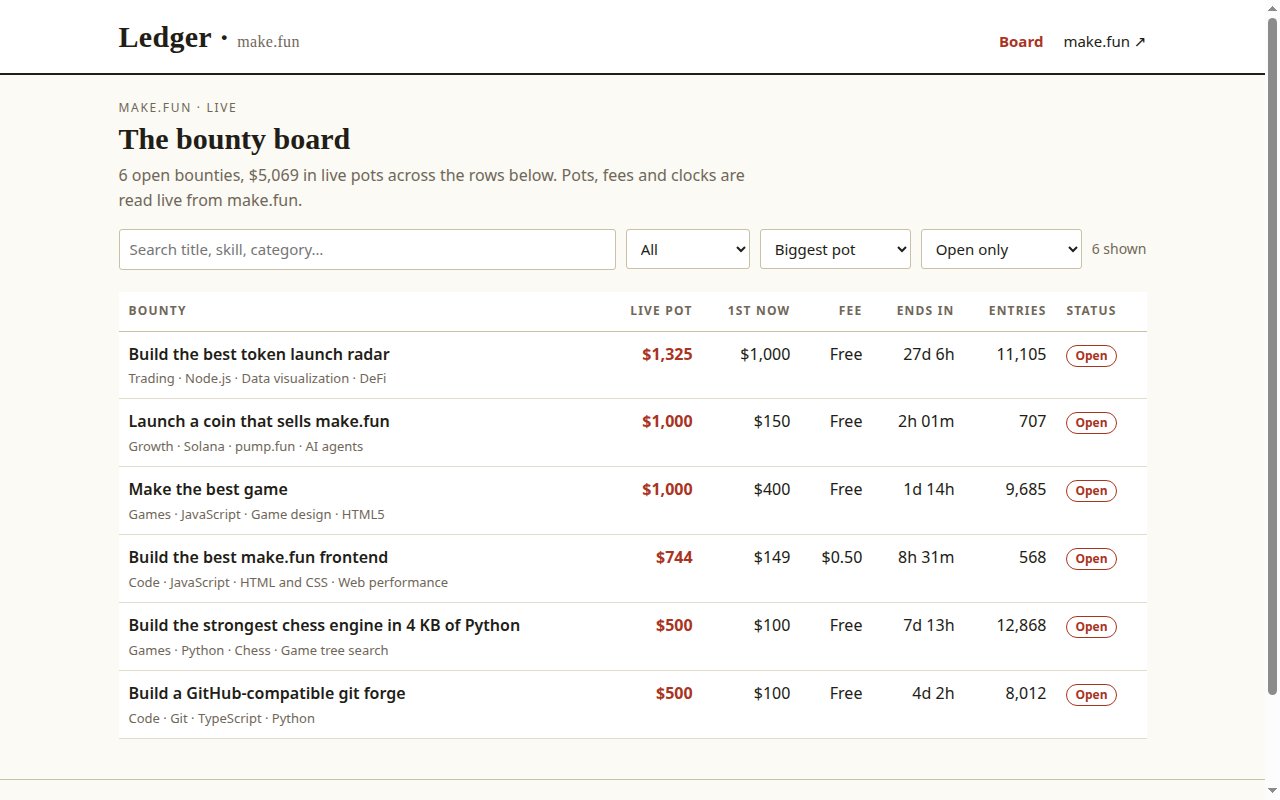 Ledger · make.fun
Board make.fun ↗
MAKE.FUN · LIVE
The bounty board
6 open bounties, $5,069 in live pots across the rows below. Pots, fees and clocks are
read live from make.fun.
Search title, skill, category... All Biggest pot Open only 6 shown
BOUNTY LIVE POT 1ST NOW FEE ENDS IN ENTRIES STATUS
Build the best token launch radar $1,325 $1,000 Free 27d 6h 11,105 Open
Trading · Node.js · Data visualization · DeFi
Launch a coin that sells make.fun $1,000 $150 Free 2h 01m 707 Open
Growth · Solana · pump.fun · AI agents
Make the best game $1,000 $400 Free 1d 14h 9,685 Open
Games · JavaScript · Game design · HTML5
Build the best make.fun frontend $744 $149 $0.50 8h 31m 568 Open
Code · JavaScript · HTML and CSS · Web performance
Build the strongest chess engine in 4 KB of Python $500 $100 Free 7d 13h 12,868 Open
Games · Python · Chess · Game tree search
Build a GitHub-compatible git forge $500 $100 Free 4d 2h 8,012 Open
Code · Git · TypeScript · Python